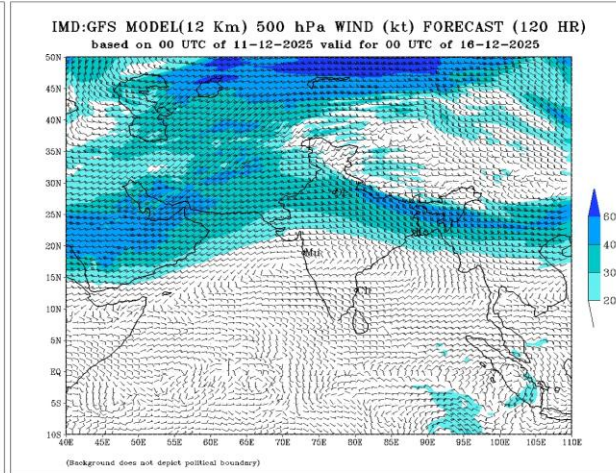 IMD:GFS MODEL(12 Km) 500 hPa WIND (kt) FORECAST (120 HR)
based on 00 UTC of 11-12-2025 valid for 00 UTC of 16-12-2025
50N
45N
40N
35N
30N
25N
20N
15N
10N
5N
EQ
5S
10S
Mu
Ch
60
40
30
20
40E 45E 50E 55E 60E 65E 70E 75E 80E 85E 90E 95E 100E 105E 110E
(Background does not depict political boundary)